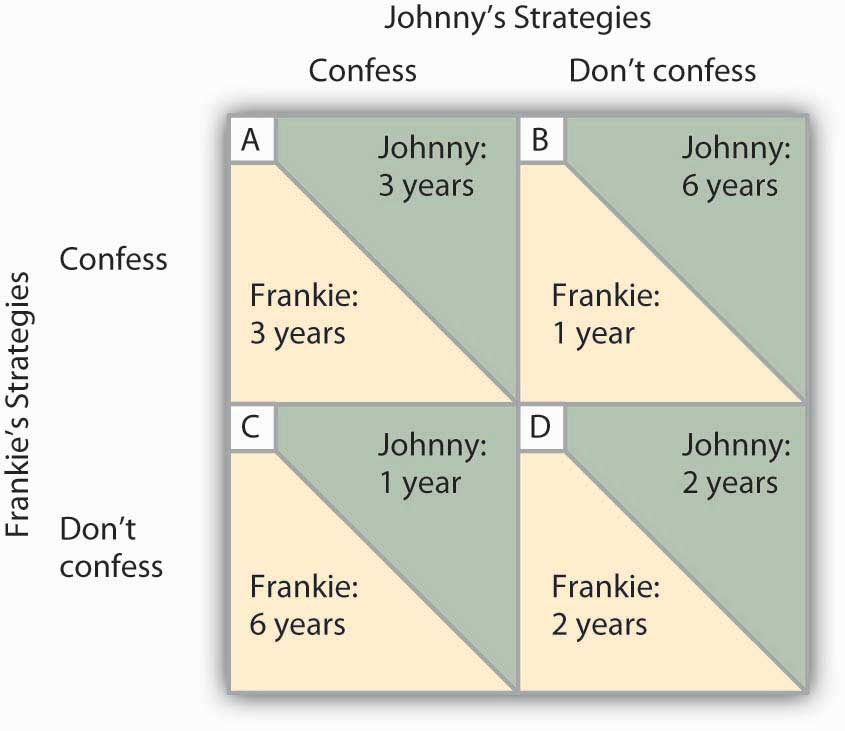 Johnny’s Strategies
Confess
Don’t confess
Frankie’s Strategies
Confess
A
Johnny:
3 years
Frankie:
3 years
B
Johnny:
6 years
Frankie:
1 year
Don’t
confess
C
Johnny:
1 year
Frankie:
6 years
D
Johnny:
2 years
Frankie:
2 years